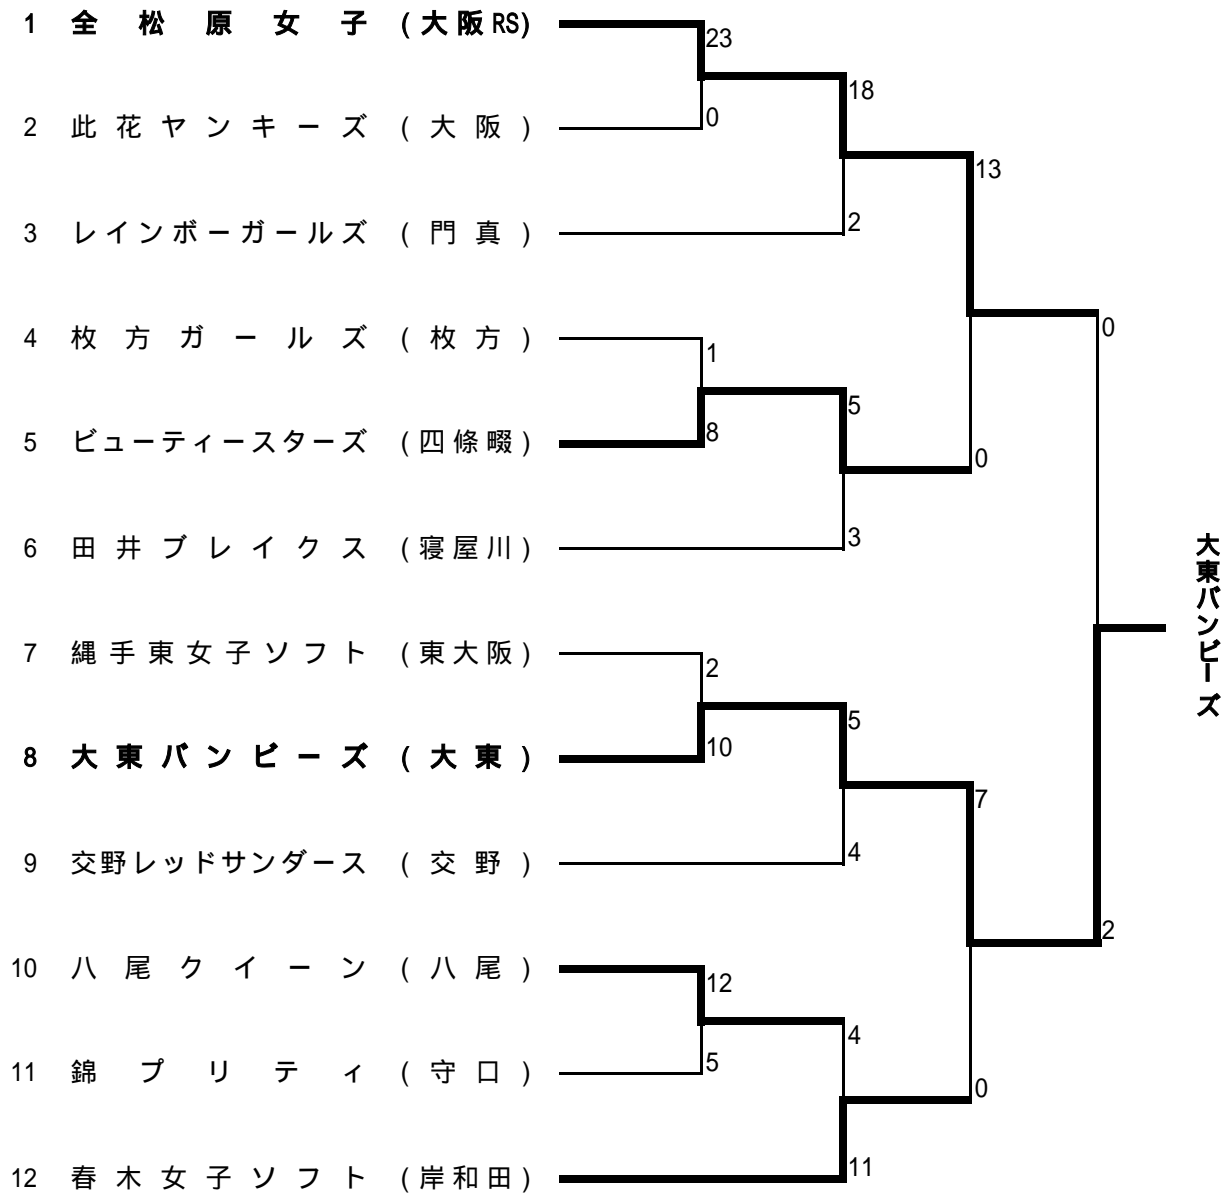 1 全松原女子 (大阪RS)
23
18
2 此花ヤンキーズ (大阪)
0
13
3 レインボーガールズ (門真)
2
4 枚方ガールズ (枚方)
1
0
5
5 ビューティースターズ (四條畷)
8
0
6 田井ブレイクス (寝屋川)
3
大東バンビーズ
7 縄手東女子ソフト (東大阪)
2
5
8 大東バンビーズ (大東)
10
7
9 交野レッドサンダース (交野)
4
2
10 八尾クイーン (八尾)
12
4
11 錦プリティ (守口)
5
0
12 春木女子ソフト (岸和田)
11